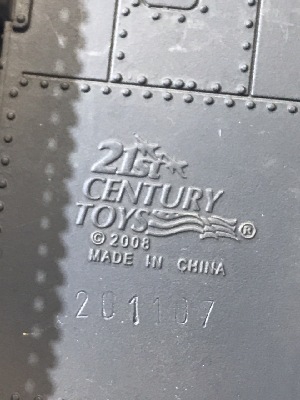 21st
CENTURY
TOYS®
© 2008
MADE IN CHINA
201107